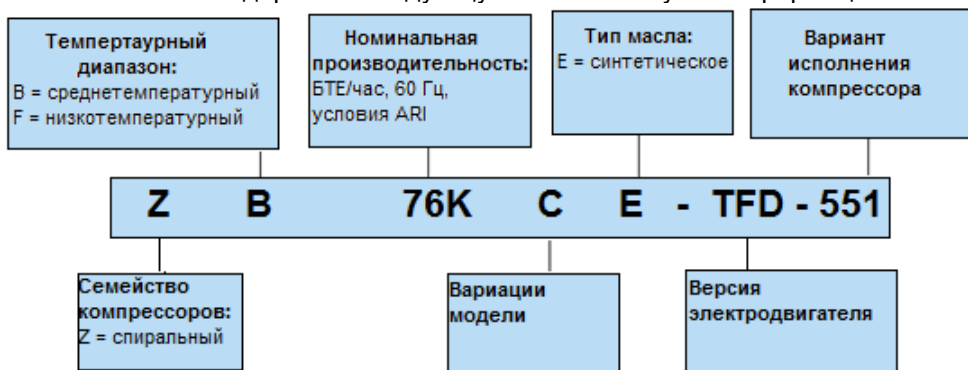 Темпертаурный
диапазон:
B = среднетемпературный
F = низкотемпературный
Номинальная
производительность:
БТЕ/час, 60 Гц,
условия ARI
Тип масла:
E = синтетическое
Вариант
исполнения
компрессора
Z B 76K C E - TFD - 551
Семейство
компрессоров:
Z = спиральный
Вариации
модели
Версия
электродвигателя